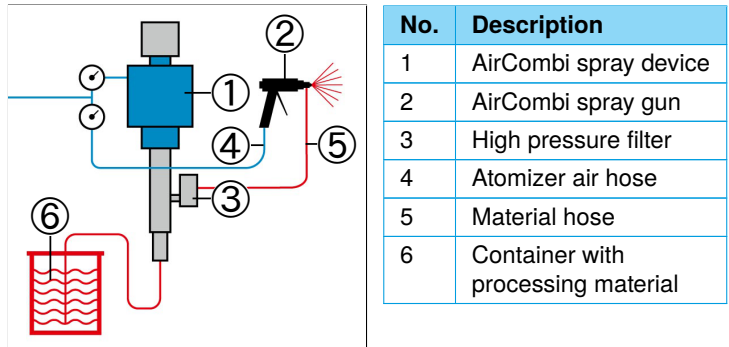 ②
①
④
⑤
③
⑥
No. Description
1 AirCombi spray device
2 AirCombi spray gun
3 High pressure filter
4 Atomizer air hose
5 Material hose
6 Container with
processing material